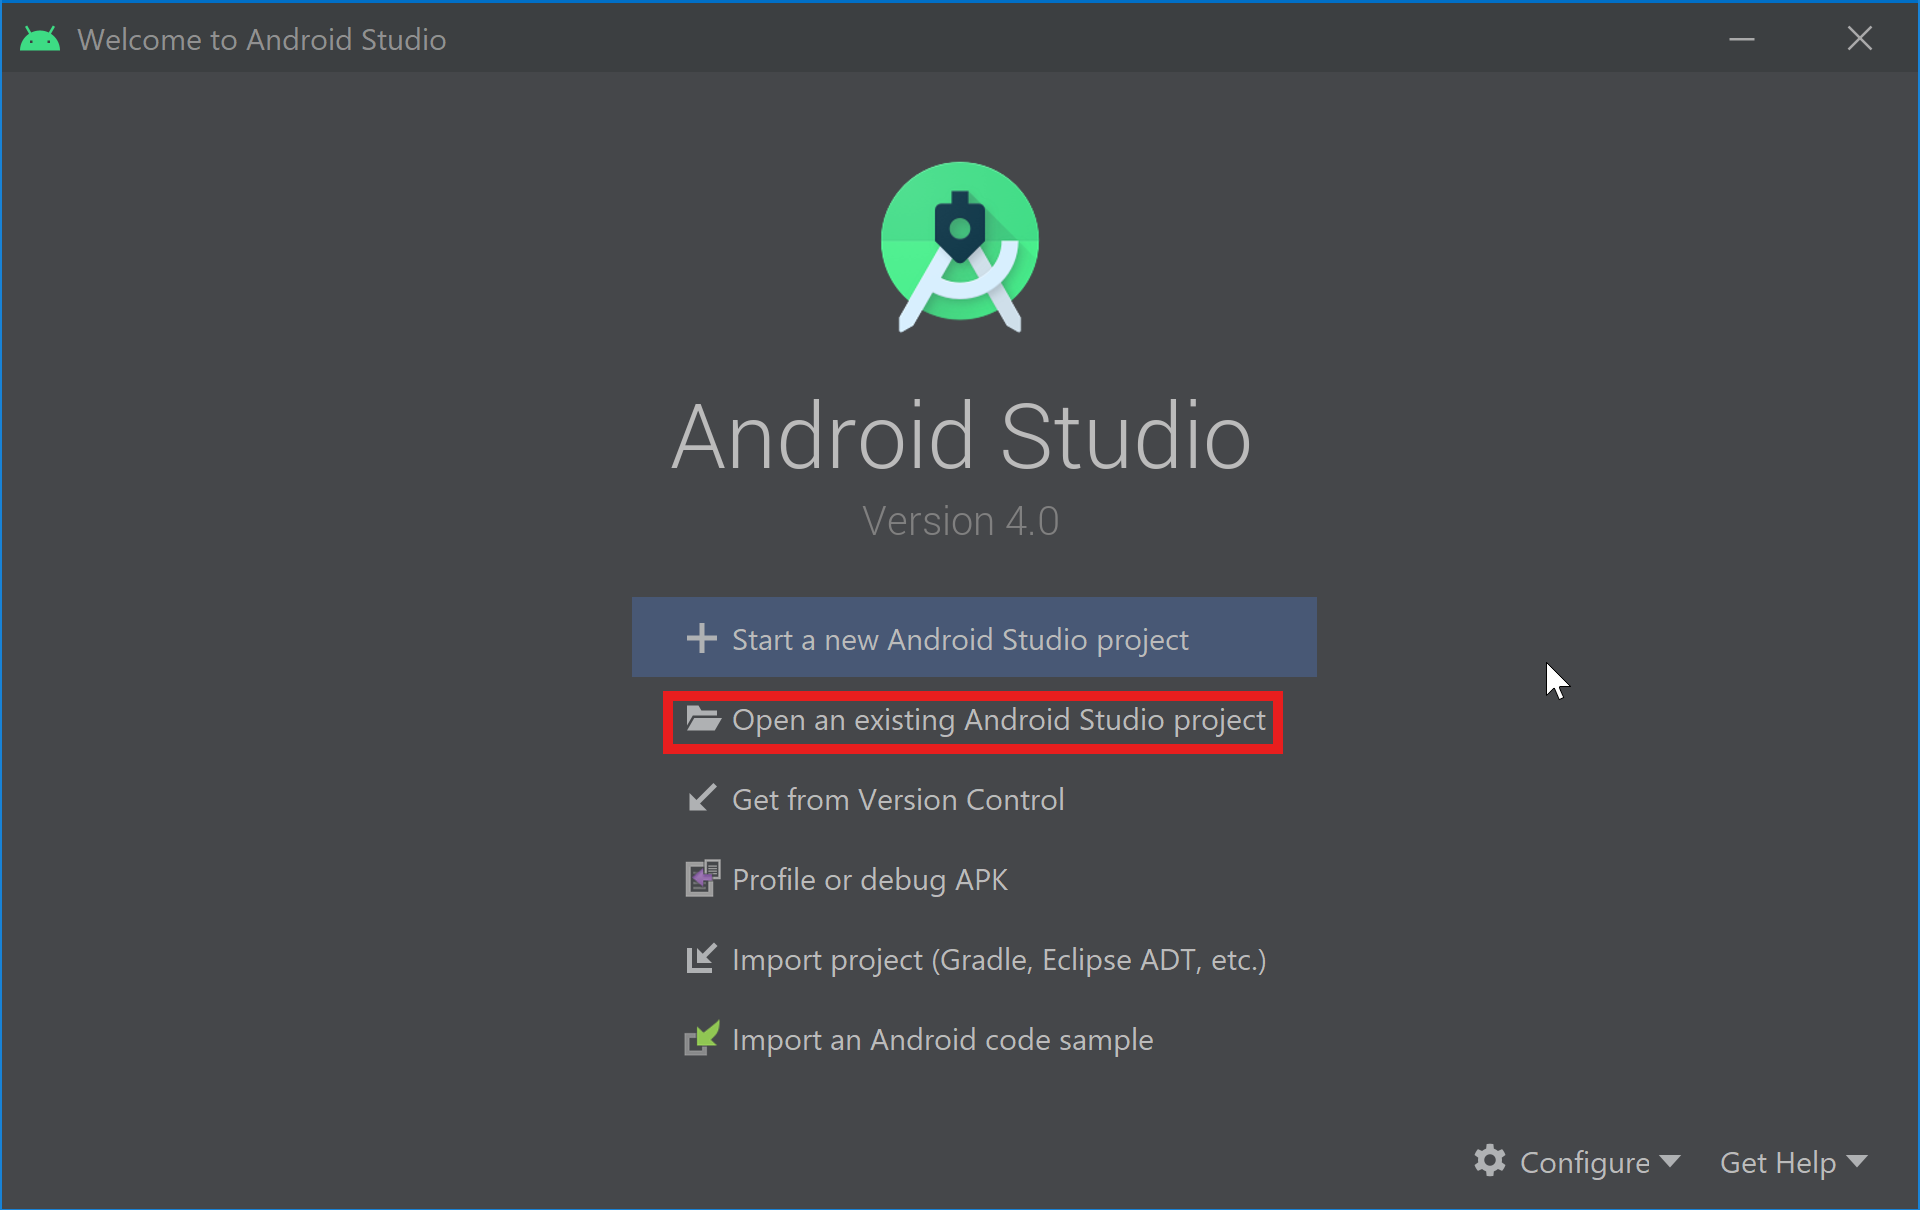 Welcome to Android Studio
Android Studio
Version 4.0
Start a new Android Studio project
Open an existing Android Studio project
Get from Version Control
Profile or debug APK
Import project (Gradle, Eclipse ADT, etc.)
Import an Android code sample
Configure
Get Help